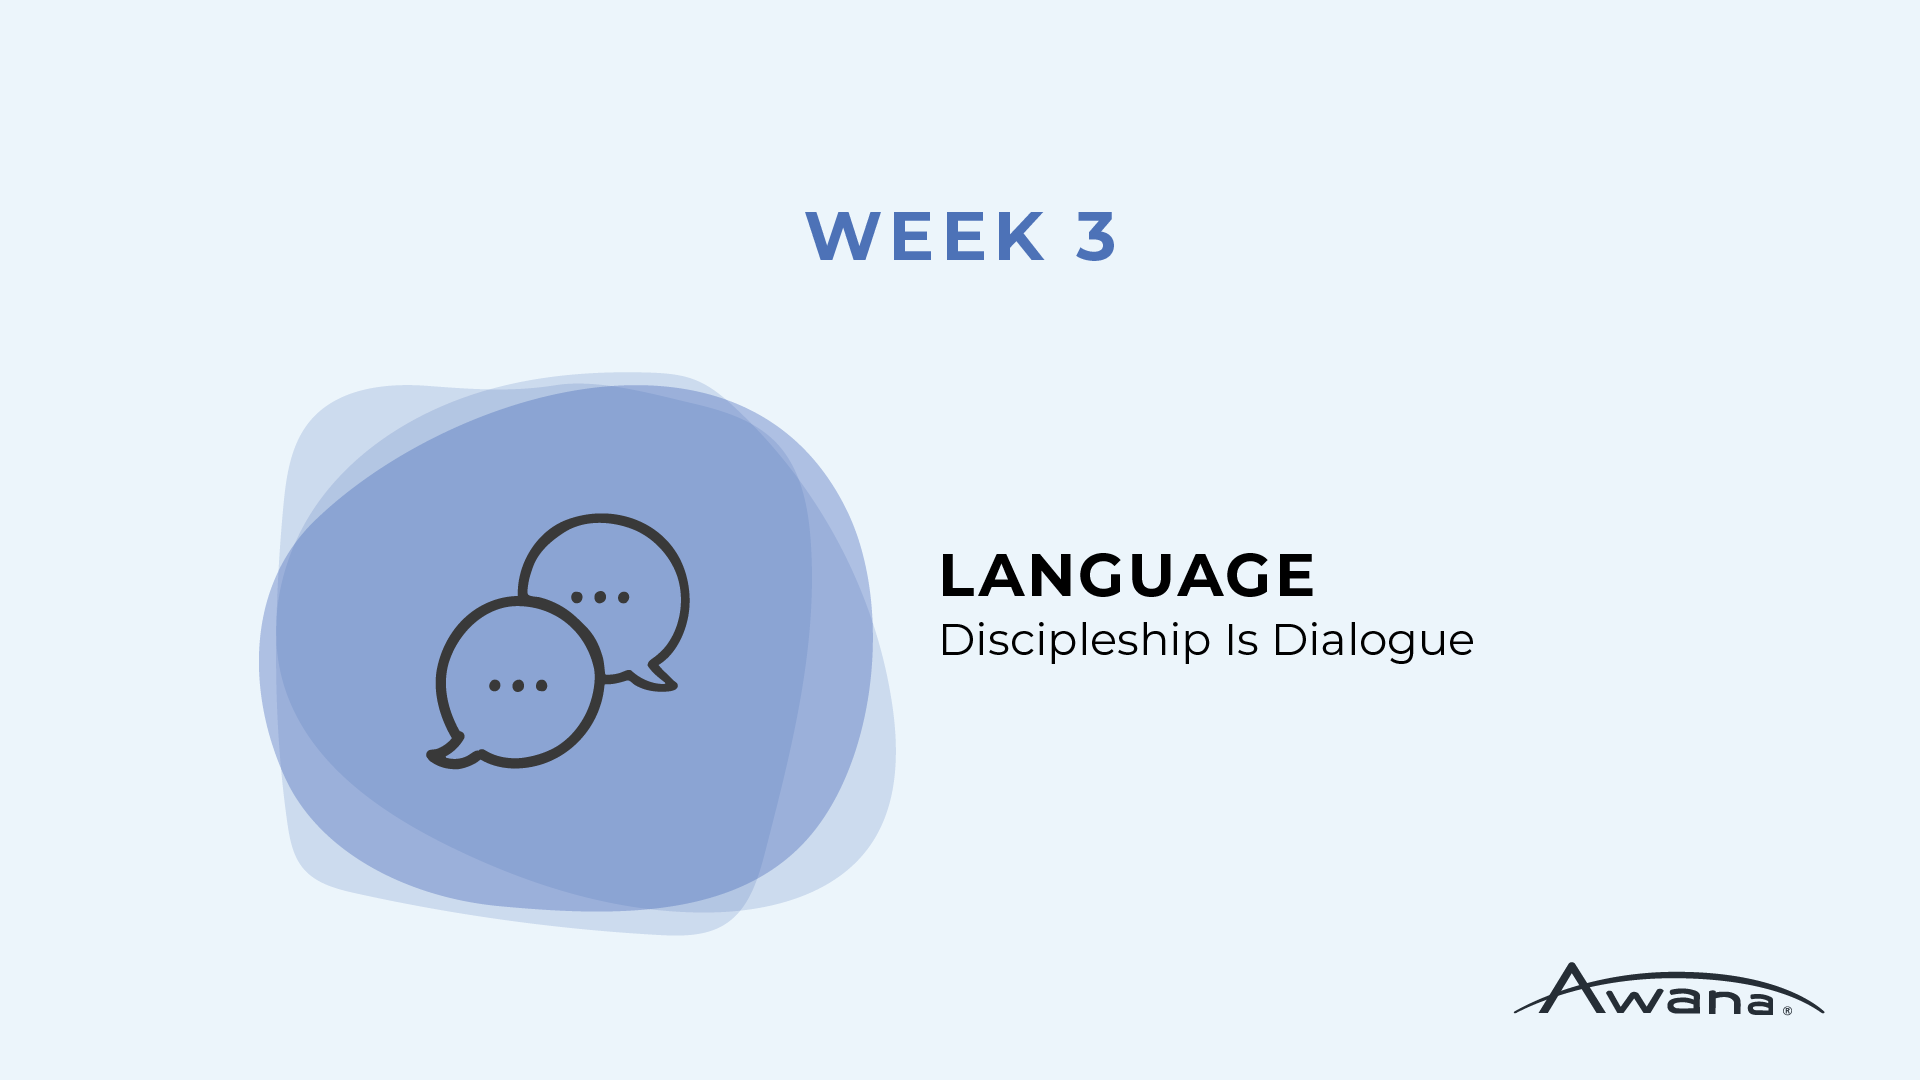 WEEK 3
LANGUAGE
Discipleship Is Dialogue
Awana®